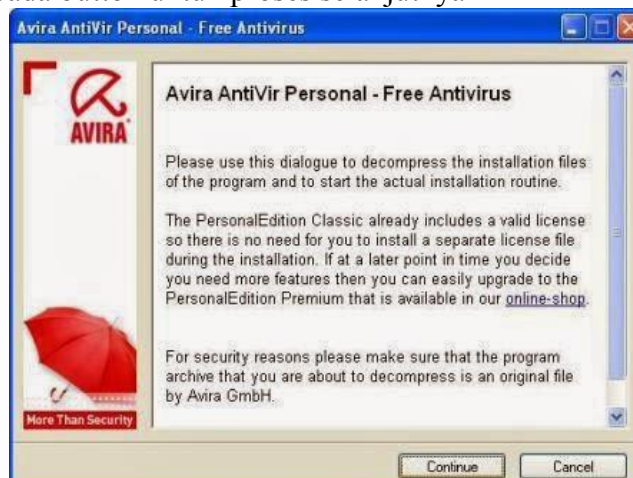 Avira AntiVir Personal - Free Antivirus
AVIRA
Avira AntiVir Personal - Free Antivirus
Please use this dialogue to decompress the installation files
of the program and to start the actual installation routine.
The PersonalEdition Classic already includes a valid license
so there is no need for you to install a separate license file
during the installation. If at a later point in time you decide
you need more features then you can easily upgrade to the
PersonalEdition Premium that is available in our online-shop.
For security reasons please make sure that the program
archive that you are about to decompress is an original file
by Avira GmbH.
More Than Security
Continue
Cancel